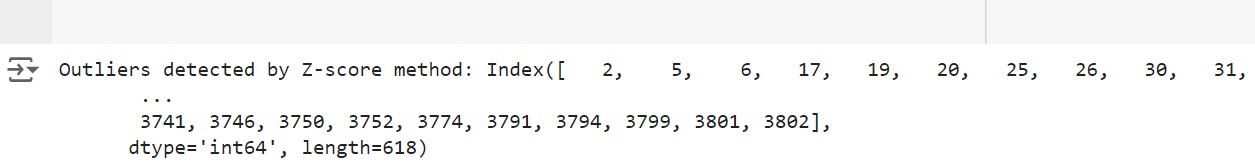 Outliers detected by Z-score method: Index([   2,    5,    6,   17,   19,   20,   25,   26,   30,   31,
...
3741, 3746, 3750, 3752, 3774, 3791, 3794, 3799, 3801, 3802],
dtype='int64', length=618)